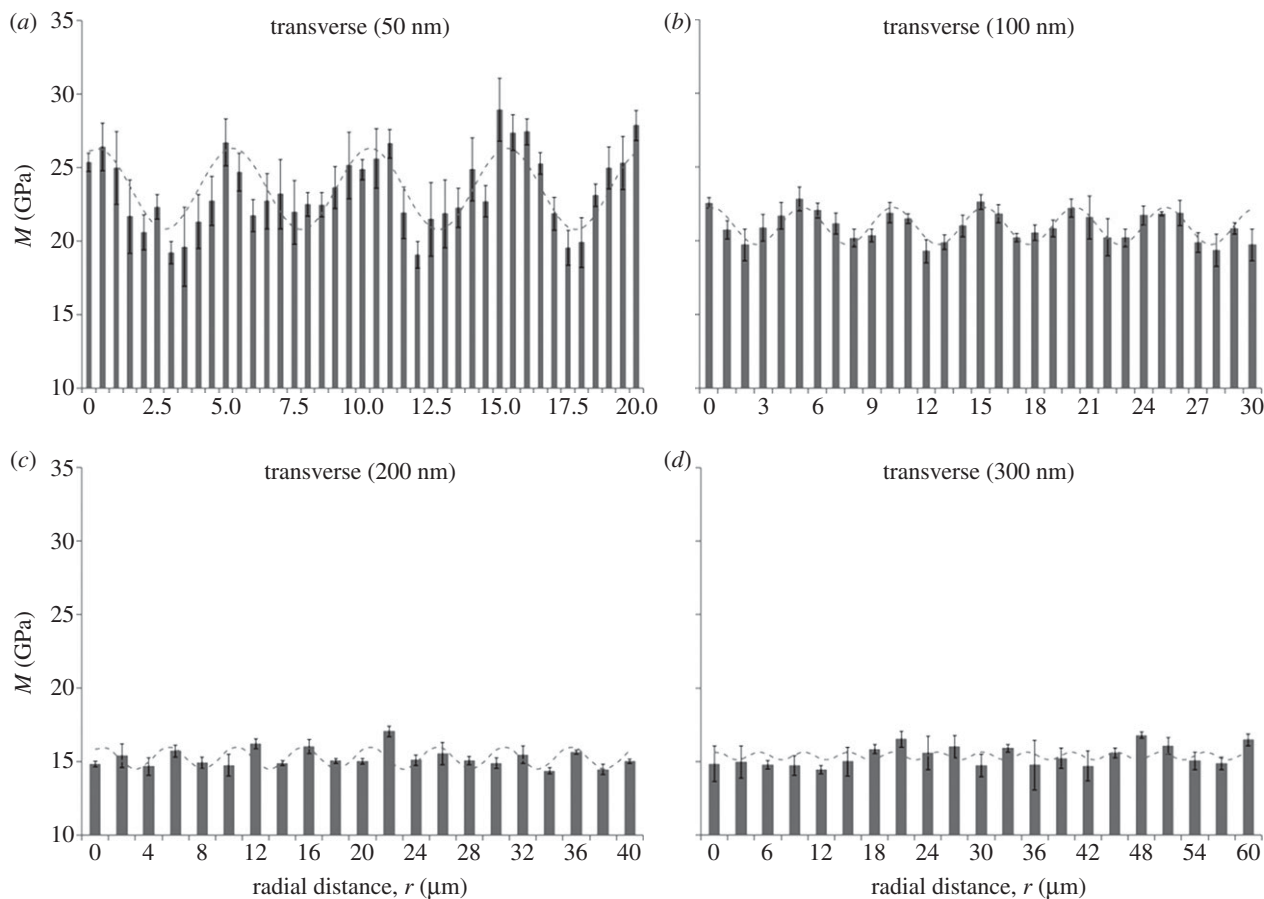 (a) transverse (50 nm)
35
30
25
20
15
10
M (GPa)
0 2.5 5.0 7.5 10.0 12.5 15.0 17.5 20.0
(b) transverse (100 nm)
0 3 6 9 12 15 18 21 24 27 30
(c) transverse (200 nm)
35
30
25
20
15
10
M (GPa)
0 4 8 12 16 20 24 28 32 36 40
radial distance, r (µm)
(d) transverse (300 nm)
0 6 12 18 24 30 36 42 48 54 60
radial distance, r (µm)